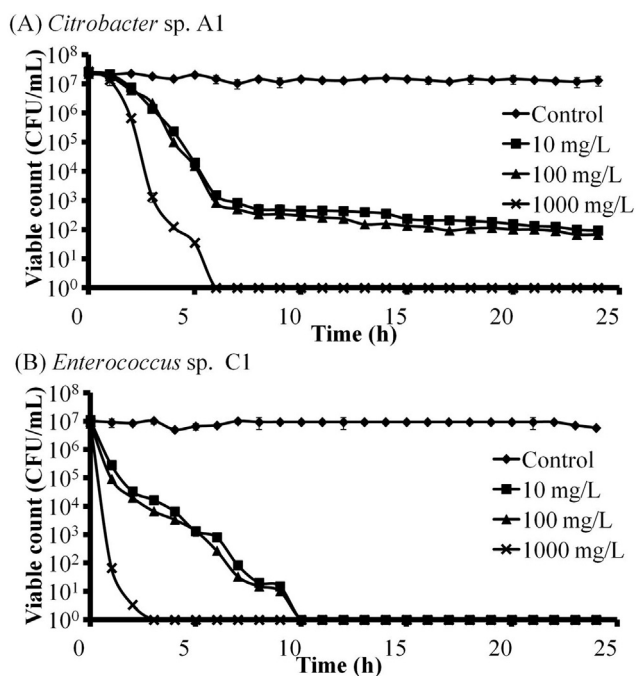 (A) Citrobacter sp. A1
Viable count (CFU/mL)
10⁸
10⁷
10⁶
10⁵
10⁴
10³
10²
10¹
10⁰
Control
10 mg/L
100 mg/L
1000 mg/L
0 5 10 15 20 25
Time (h)
(B) Enterococcus sp. C1
Viable count (CFU/mL)
10⁸
10⁷
10⁶
10⁵
10⁴
10³
10²
10¹
10⁰
Control
10 mg/L
100 mg/L
1000 mg/L
0 5 10 15 20 25
Time (h)